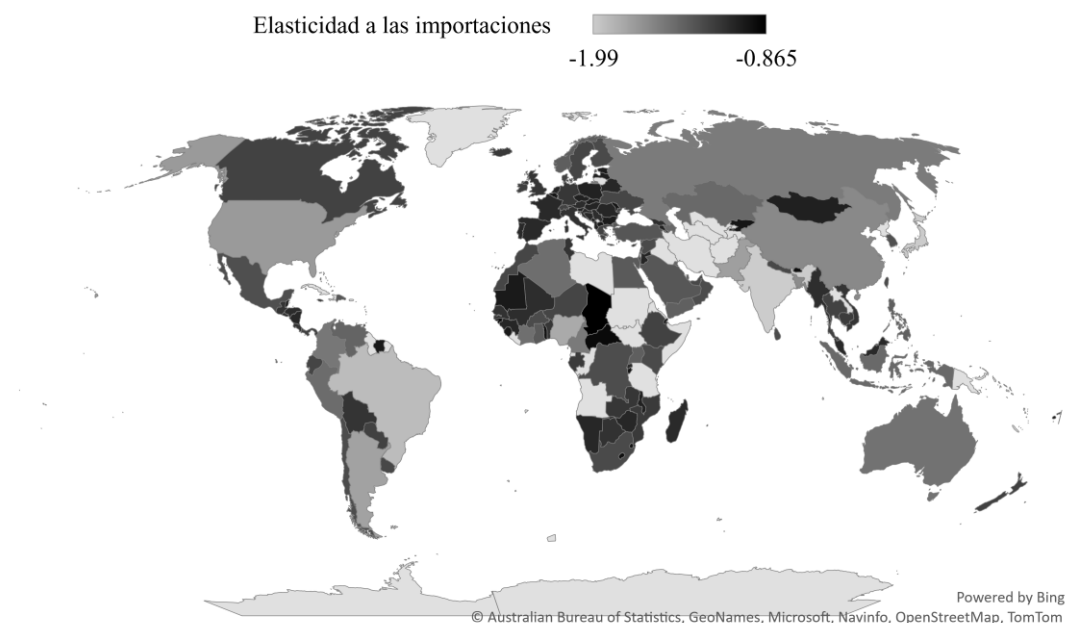 Elasticidad a las importaciones
-1.99 -0.865
Powered by Bing
© Australian Bureau of Statistics, GeoNames, Microsoft, Navinfo, OpenStreetMap, TomTom